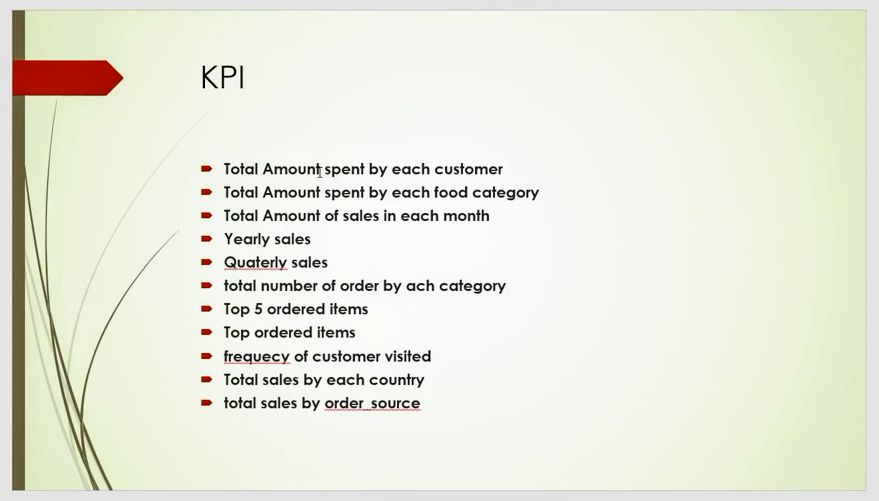 KPI
Total Amount spent by each customer
Total Amount spent by each food category
Total Amount of sales in each month
Yearly sales
Quaterly sales
total number of order by ach category
Top 5 ordered items
Top ordered items
frequecy of customer visited
Total sales by each country
total sales by order_source